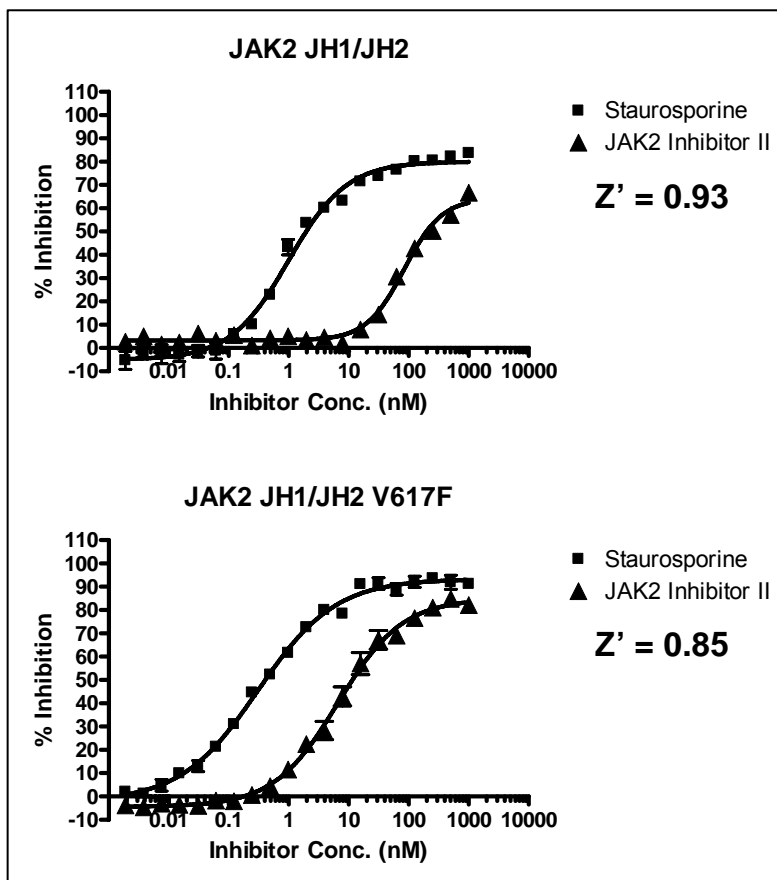 JAK2 JH1/JH2
110
100
90
80
70
60
50
40
30
20
10
0
-10
% Inhibition
0.01 0.1 1 10 100 1000 10000
Inhibitor Conc. (nM)
Staurosporine
JAK2 Inhibitor II
Z’ = 0.93
JAK2 JH1/JH2 V617F
110
100
90
80
70
60
50
40
30
20
10
0
-10
% Inhibition
0.01 0.1 1 10 100 1000 10000
Inhibitor Conc. (nM)
Staurosporine
JAK2 Inhibitor II
Z’ = 0.85